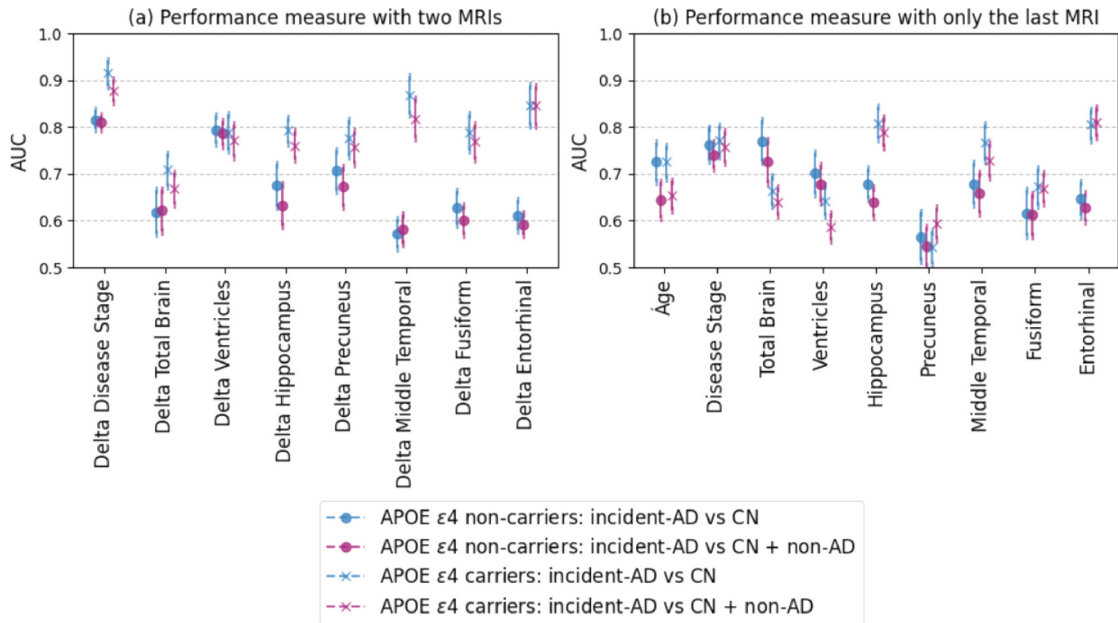 (a) Performance measure with two MRIs
(b) Performance measure with only the last MRI
AUC
1.0
0.9
0.8
0.7
0.6
0.5
Delta Disease Stage
Delta Total Brain
Delta Ventricles
Delta Hippocampus
Delta Precuneus
Delta Middle Temporal
Delta Fusiform
Delta Entorhinal
AUC
1.0
0.9
0.8
0.7
0.6
0.5
Áge
Disease Stage
Total Brain
Ventricles
Hippocampus
Precuneus
Middle Temporal
Fusiform
Entorhinal
APOE ε4 non-carriers: incident-AD vs CN
APOE ε4 non-carriers: incident-AD vs CN + non-AD
APOE ε4 carriers: incident-AD vs CN
APOE ε4 carriers: incident-AD vs CN + non-AD